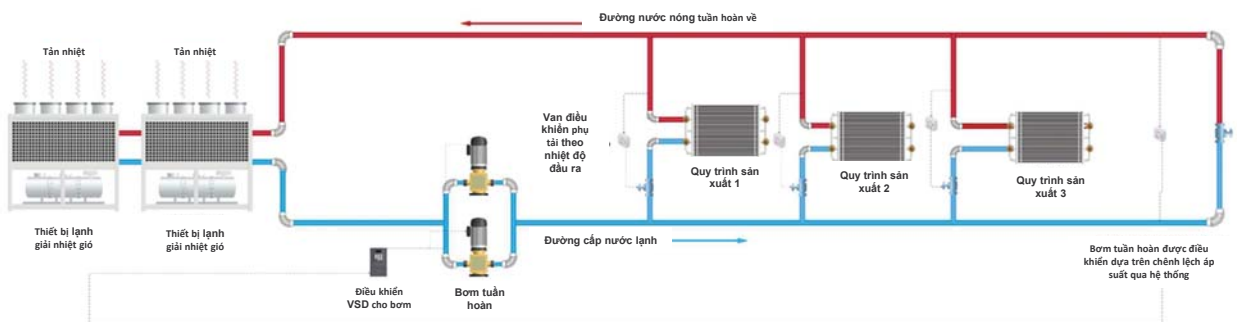 Đường nước nóng tuần hoàn về
Tản nhiệt
Tản nhiệt
Van điều
khiển phụ
tải theo
nhiệt độ
đầu ra
Quy trình sản
xuất 1
Quy trình sản
xuất 2
Quy trình sản
xuất 3
Thiết bị lạnh
giải nhiệt gió
Thiết bị lạnh
giải nhiệt gió
Đường cấp nước lạnh
Bơm tuần hoàn được điều
khiển dựa trên chênh lệch áp
suất qua hệ thống
Điều khiển
VSD cho bơm
Bơm tuần
hoàn